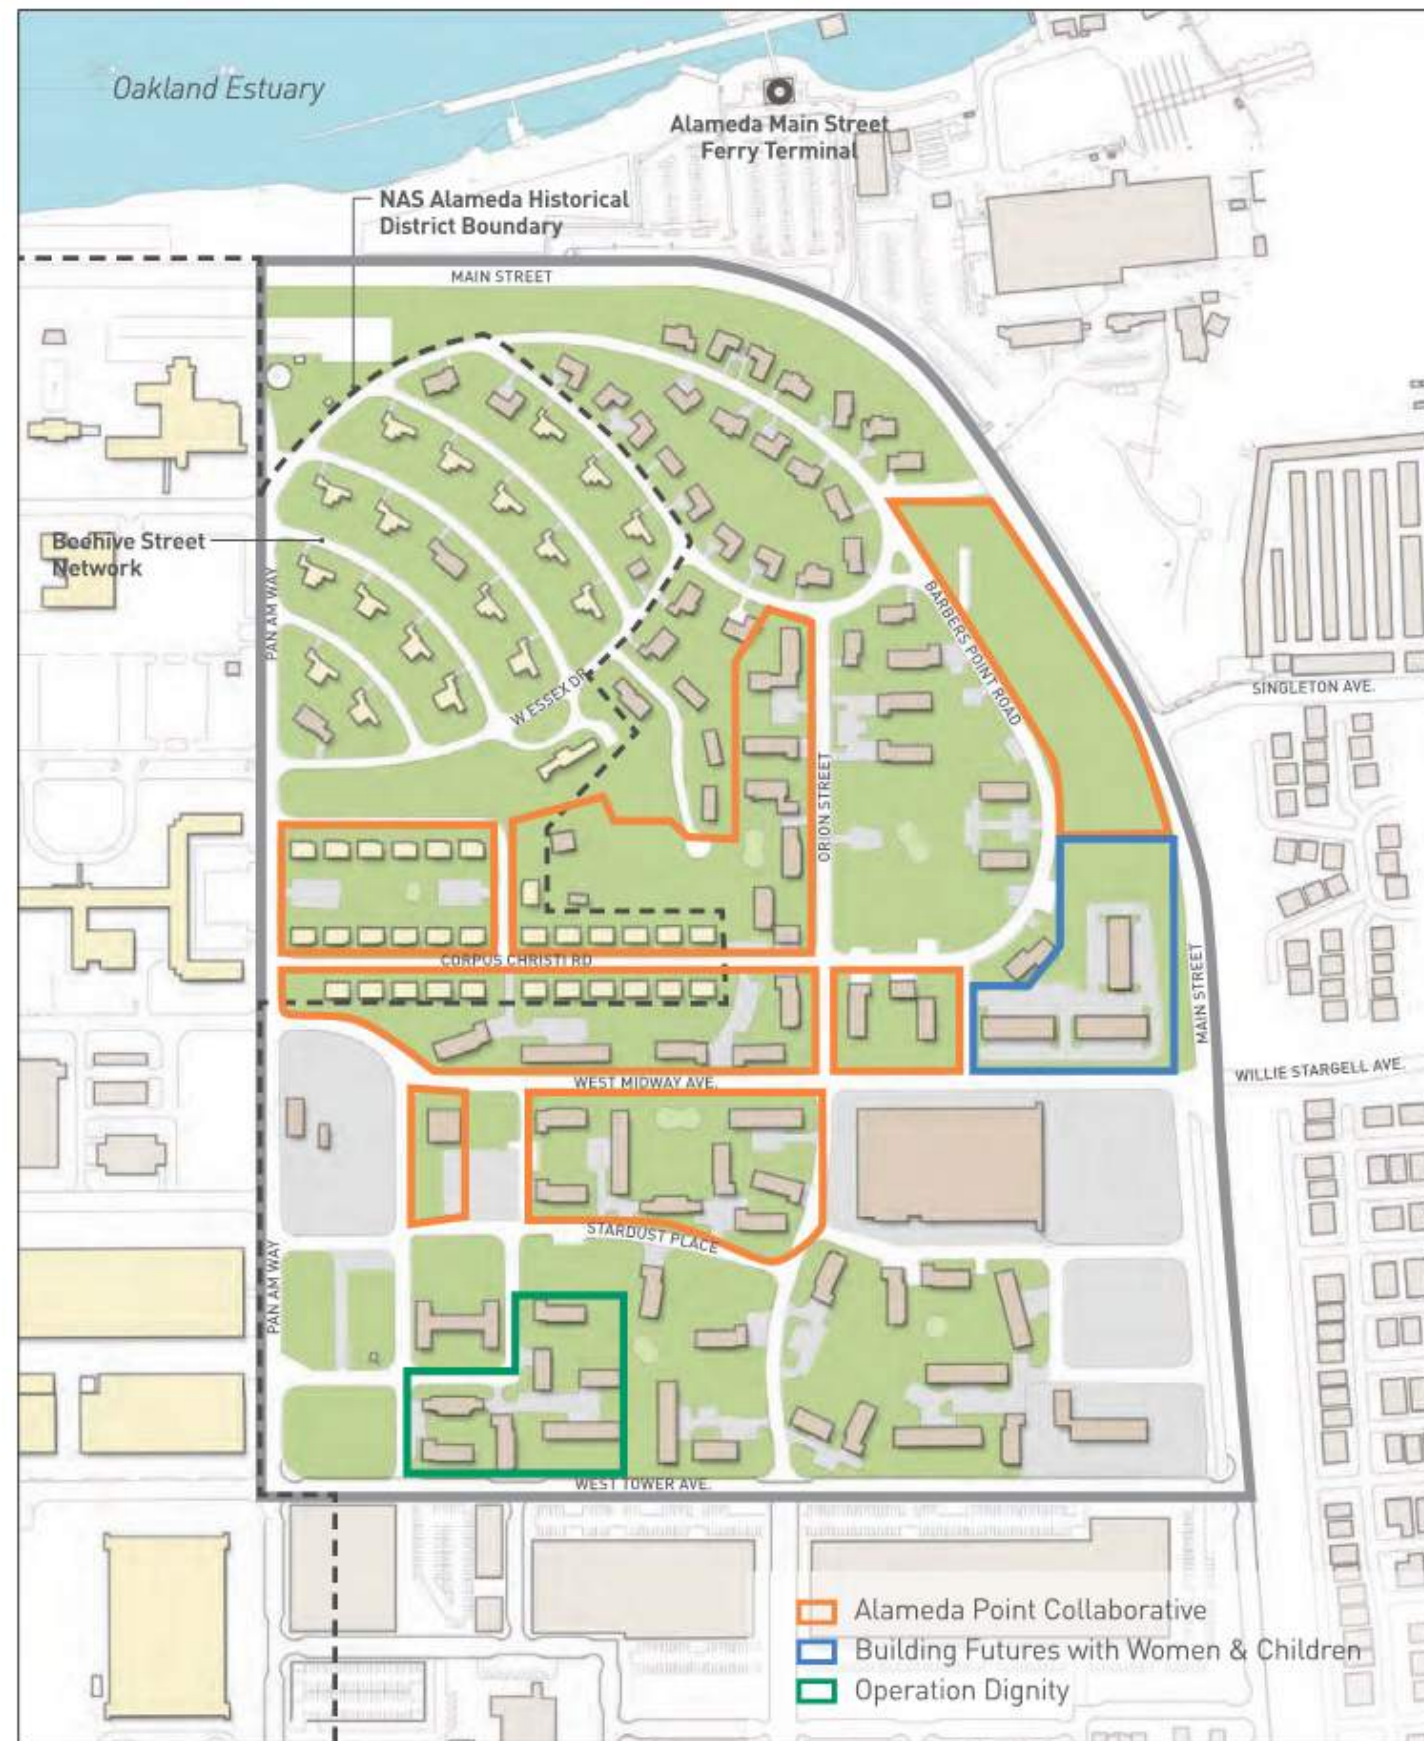 Oakland Estuary
Alameda Main Street
Ferry Terminal
NAS Alameda Historical
District Boundary
MAIN STREET
Beehive Street
Network
PAN AM WAY
BARBERS POINT ROAD
W.ESSEX DR
SINGLETON AVE.
ORION STREET
CORPUS CHRISTI RD
MAIN STREET
WEST MIDWAY AVE.
WILLIE STARGELL AVE.
STARDUST PLACE
PAN AM WAY
WEST TOWER AVE.
Alameda Point Collaborative
Building Futures with Women & Children
Operation Dignity